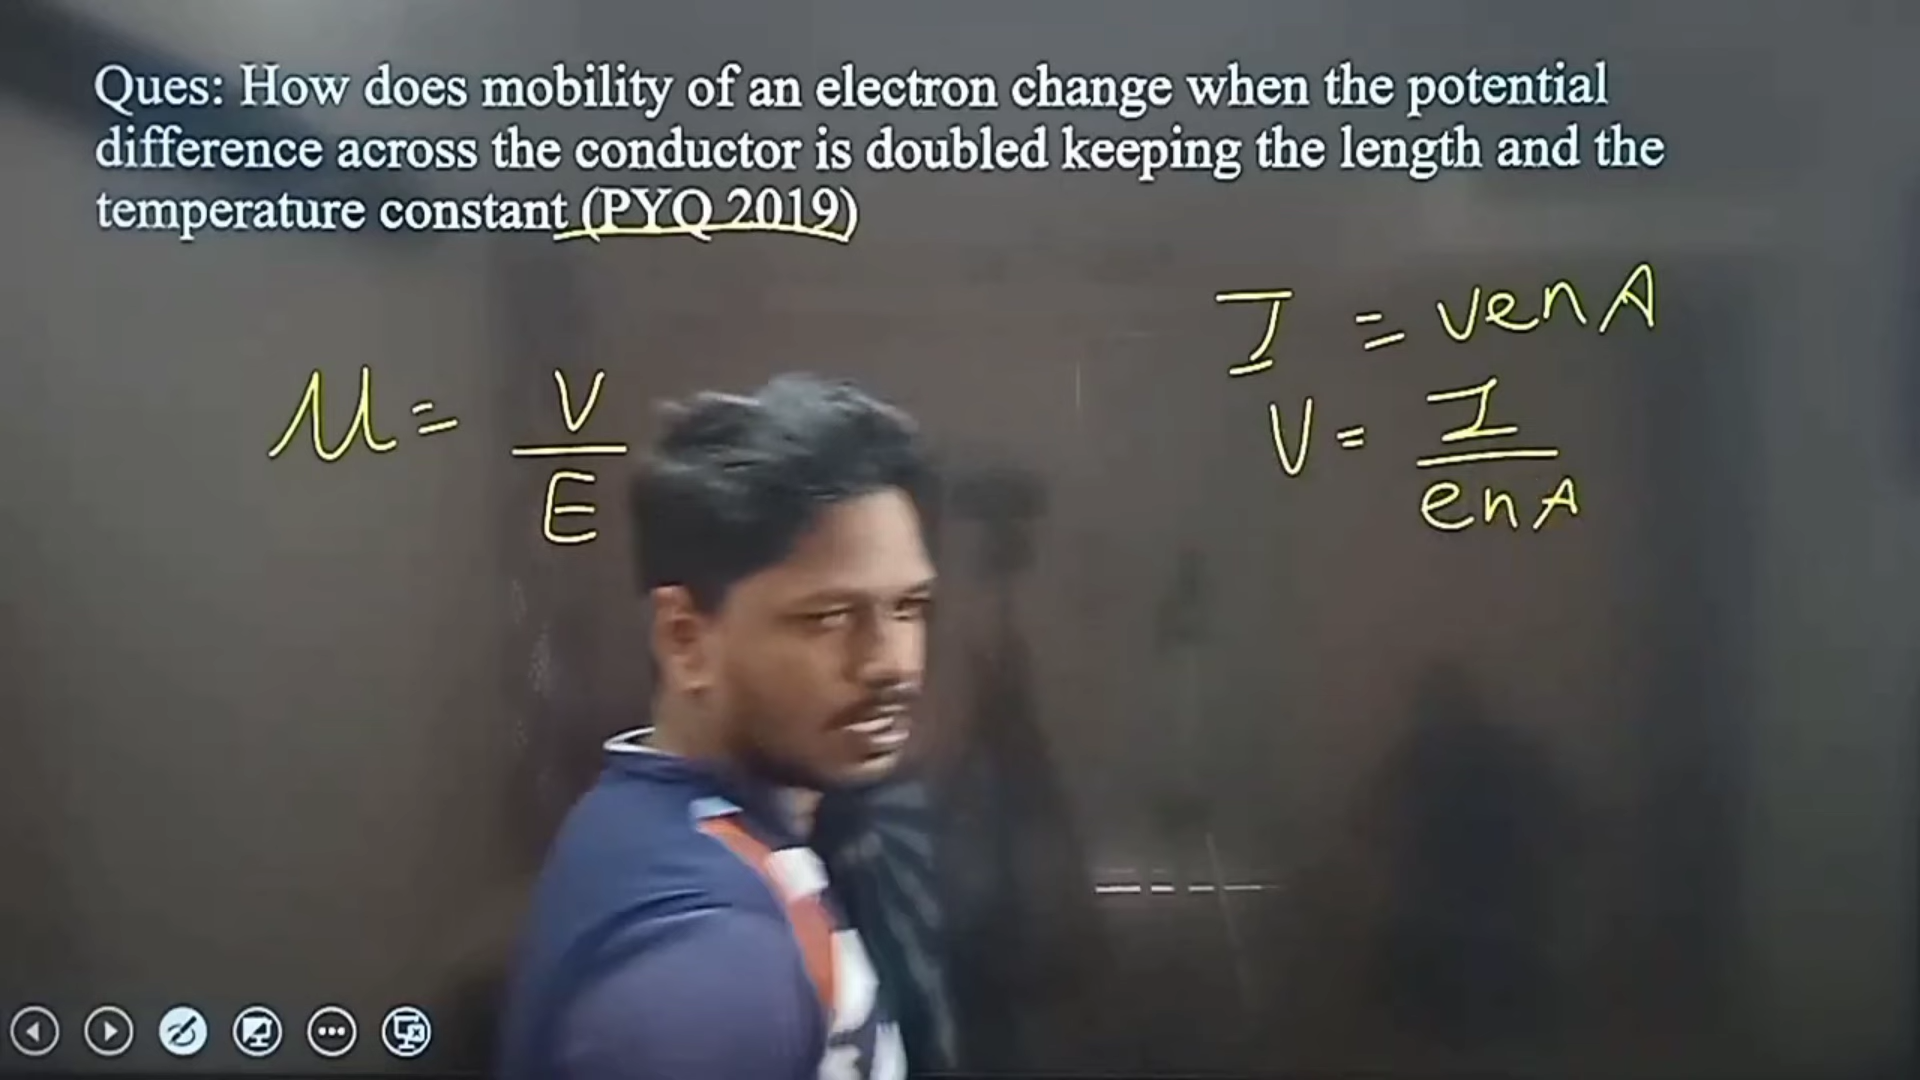 Ques: How does mobility of an electron change when the potential
difference across the conductor is doubled keeping the length and the
temperature constant (PYQ 2019)
I = venA
μ = V/E
V = I/enA